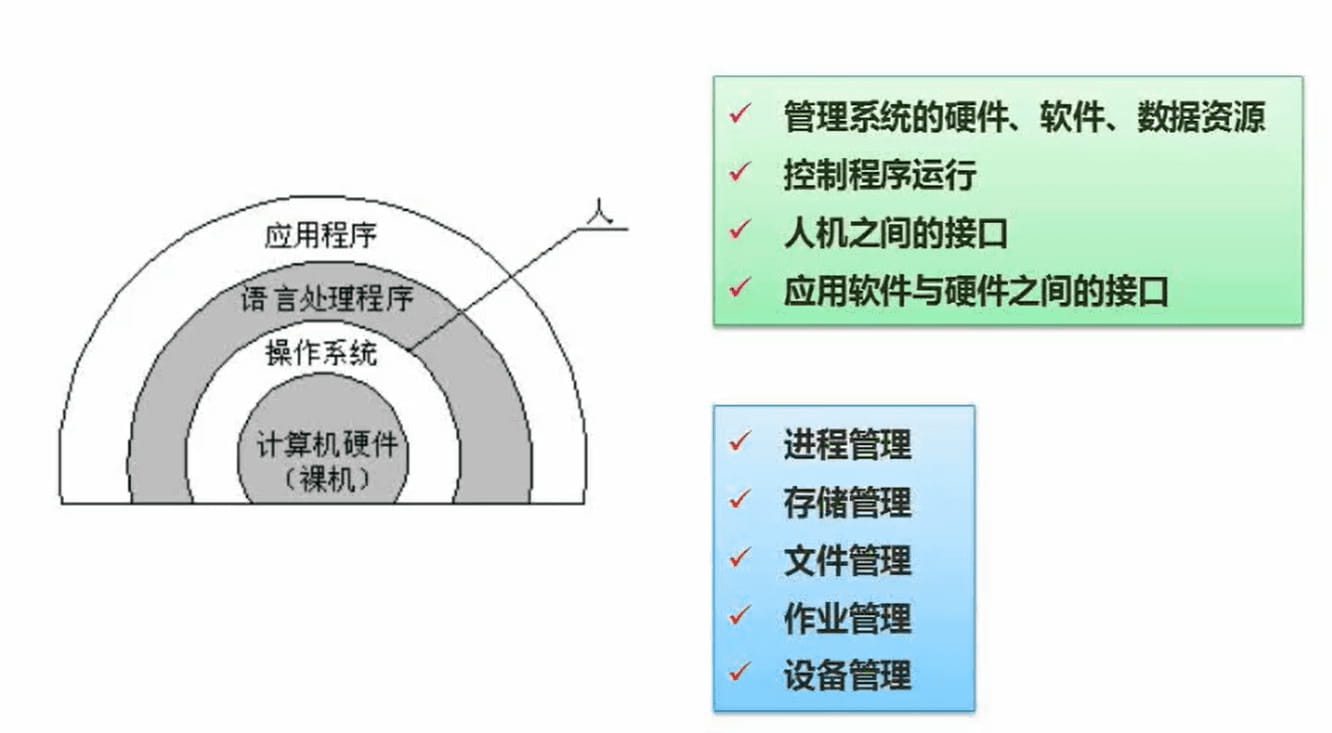 应用程序
语言处理程序
操作系统
计算机硬件
（裸机）
人
管理系统的硬件、软件、数据资源
控制程序运行
人机之间的接口
应用软件与硬件之间的接口
进程管理
存储管理
文件管理
作业管理
设备管理